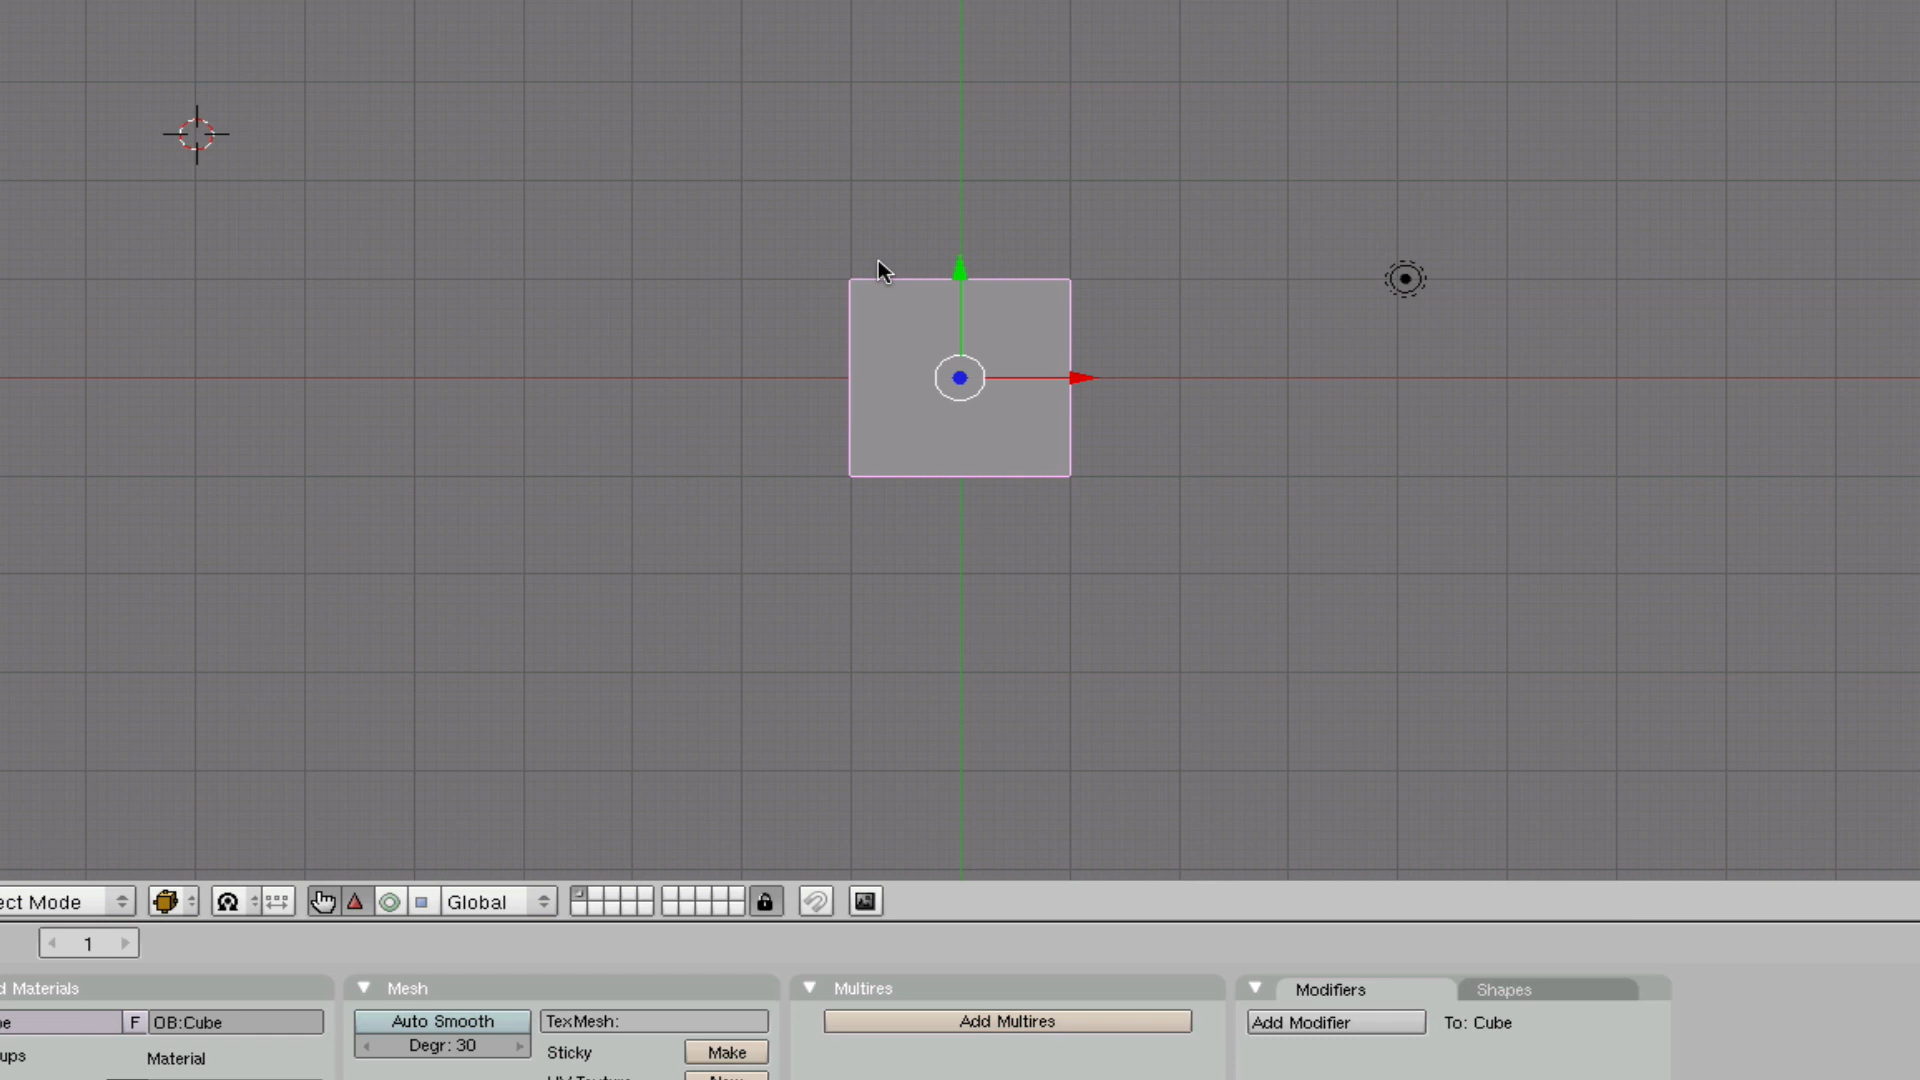 ect Mode
Global
1
d Materials
Mesh
Multires
Modifiers
Shapes
e
F
OB:Cube
Auto Smooth
TexMesh:
Add Multires
Add Modifier
To: Cube
Degr: 30
Sticky
Make
ups
Material